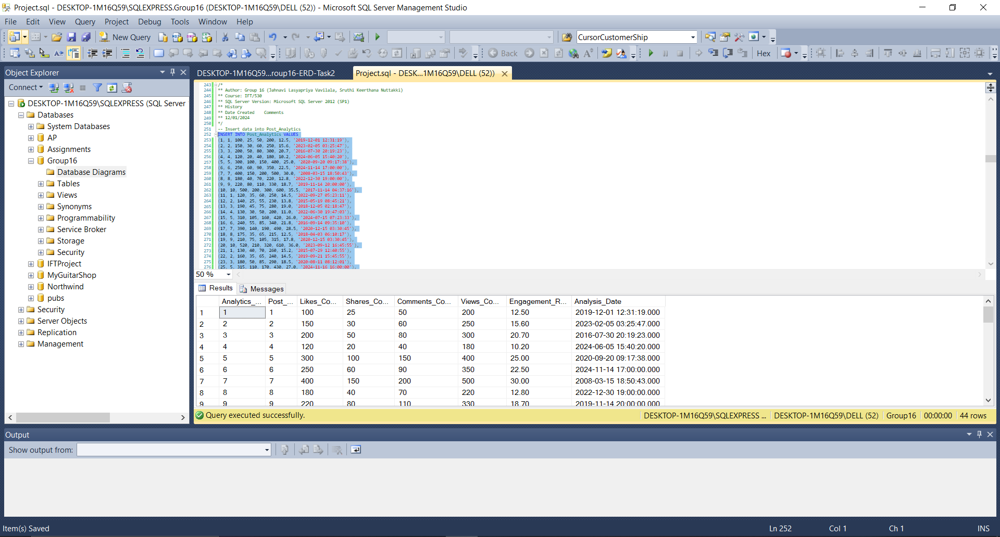 Project.sql - DESKTOP-1M16Q59\SQLEXPRESS.Group16 (DESKTOP-1M16Q59\DELL (52)) - Microsoft SQL Server Management Studio
File Edit View Query Project Debug Tools Window Help
New Query CursorCustomerShip
Back Hex
Object Explorer
Connect
DESKTOP-1M16Q59\SQLEXPRESS (SQL Server
Databases
System Databases
AP
Assignments
Group16
Database Diagrams
Tables
Views
Synonyms
Programmability
Service Broker
Storage
Security
IFTProject
MyGuitarShop
Northwind
pubs
Security
Server Objects
Replication
Management
DESKTOP-1M16Q59...roup16-ERD-Task2 Project.sql - DESK...1M16Q59\DELL (52))
243 /*
244 ** Author: Group 16 (Jahnavi Lasyapriya Vavilala, Sruthi Keerthana Nuttakki)
245 ** Course: IFT/530
246 ** SQL Server Version: Microsoft SQL Server 2012 (SP1)
247 ** History
248 ** Date Created Comments
249 ** 12/01/2024
250 */
251 -- Insert data into Post_Analytics
252 INSERT INTO Post_Analytics VALUES
253 (1, 1, 100, 25, 50, 200, 12.5, '2019-12-01 12:31:19'),
254 (2, 2, 150, 30, 60, 250, 15.6, '2023-02-05 03:25:47'),
255 (3, 3, 200, 50, 80, 300, 20.7, '2016-07-30 20:19:23'),
256 (4, 4, 120, 20, 40, 180, 10.2, '2024-06-05 15:40:20'),
257 (5, 5, 300, 100, 150, 400, 25.0, '2020-09-20 09:17:38'),
258 (6, 6, 250, 60, 90, 350, 22.5, '2024-11-14 17:00:00'),
259 (7, 7, 400, 150, 200, 500, 30.0, '2008-03-15 18:50:43'),
260 (8, 8, 180, 40, 70, 220, 12.8, '2022-12-30 19:00:00'),
261 (9, 9, 220, 80, 110, 330, 18.7, '2019-11-14 20:00:00'),
262 (10, 10, 500, 200, 300, 600, 35.5, '2017-11-14 04:37:16'),
263 (11, 1, 120, 35, 60, 250, 14.5, '2022-09-27 05:23:11'),
264 (12, 2, 140, 25, 55, 230, 13.8, '2015-05-19 08:45:21'),
265 (13, 3, 190, 45, 75, 280, 19.0, '2018-12-05 02:18:47'),
266 (14, 4, 130, 30, 50, 200, 11.0, '2022-06-30 19:47:03'),
267 (15, 5, 310, 105, 160, 420, 26.0, '2024-07-15 07:23:33'),
268 (16, 6, 240, 55, 85, 340, 21.8, '2016-09-14 09:35:10'),
269 (17, 7, 390, 140, 190, 490, 28.5, '2020-12-15 03:30:45'),
270 (18, 8, 175, 35, 65, 215, 12.5, '2018-04-03 06:10:17'),
271 (19, 9, 210, 75, 105, 315, 17.8, '2020-12-15 03:30:45'),
272 (20, 10, 520, 210, 320, 610, 36.0, '2023-09-12 16:45:55'),
273 (21, 1, 130, 40, 70, 260, 15.2, '2015-07-29 12:40:55'),
274 (22, 2, 160, 35, 65, 240, 14.5, '2019-09-21 15:45:55'),
275 (23, 3, 180, 50, 85, 290, 18.5, '2020-08-11 08:12:01'),
276 (25, 5, 315, 110, 170, 430, 27.0, '2024-11-16 16:00:00'),
50 %
Results Messages
Analytics_... Post_... Likes_Co... Shares_Co... Comments_Co... Views_Co... Engagement_R... Analysis_Date
1 1 1 100 25 50 200 12.50 2019-12-01 12:31:19.000
2 2 2 150 30 60 250 15.60 2023-02-05 03:25:47.000
3 3 3 200 50 80 300 20.70 2016-07-30 20:19:23.000
4 4 4 120 20 40 180 10.20 2024-06-05 15:40:20.000
5 5 5 300 100 150 400 25.00 2020-09-20 09:17:38.000
6 6 6 250 60 90 350 22.50 2024-11-14 17:00:00.000
7 7 7 400 150 200 500 30.00 2008-03-15 18:50:43.000
8 8 8 180 40 70 220 12.80 2022-12-30 19:00:00.000
9 9 9 220 80 110 330 18.70 2019-11-14 20:00:00.000
Query executed successfully. DESKTOP-1M16Q59\SQLEXPRESS ... DESKTOP-1M16Q59\DELL (52) Group16 00:00:00 44 rows
Output
Show output from:
Item(s) Saved Ln 252 Col 1 Ch 1 INS